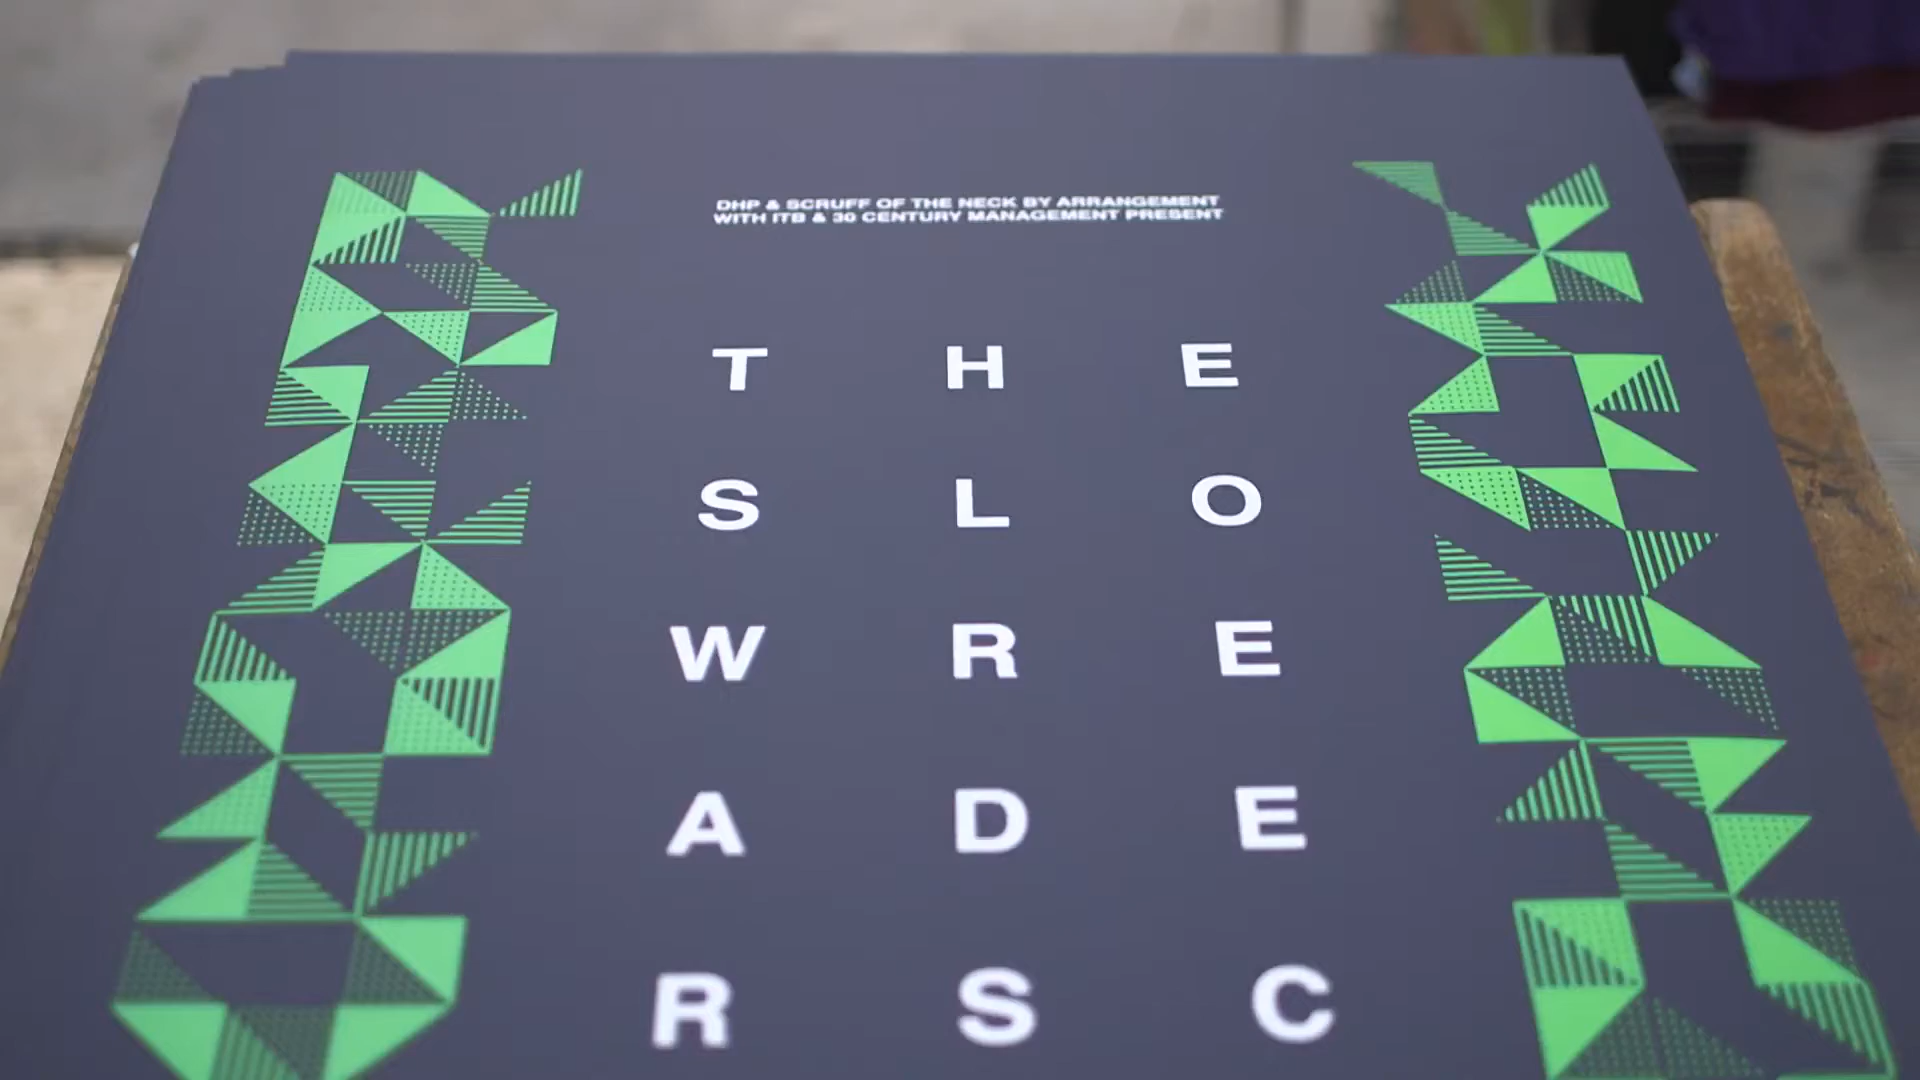 DHP & SCRUFF OF THE NECK BY ARRANGEMENT
WITH ITB & 30 CENTURY MANAGEMENT PRESENT
T H E
S L O
W R E
A D E
R S C